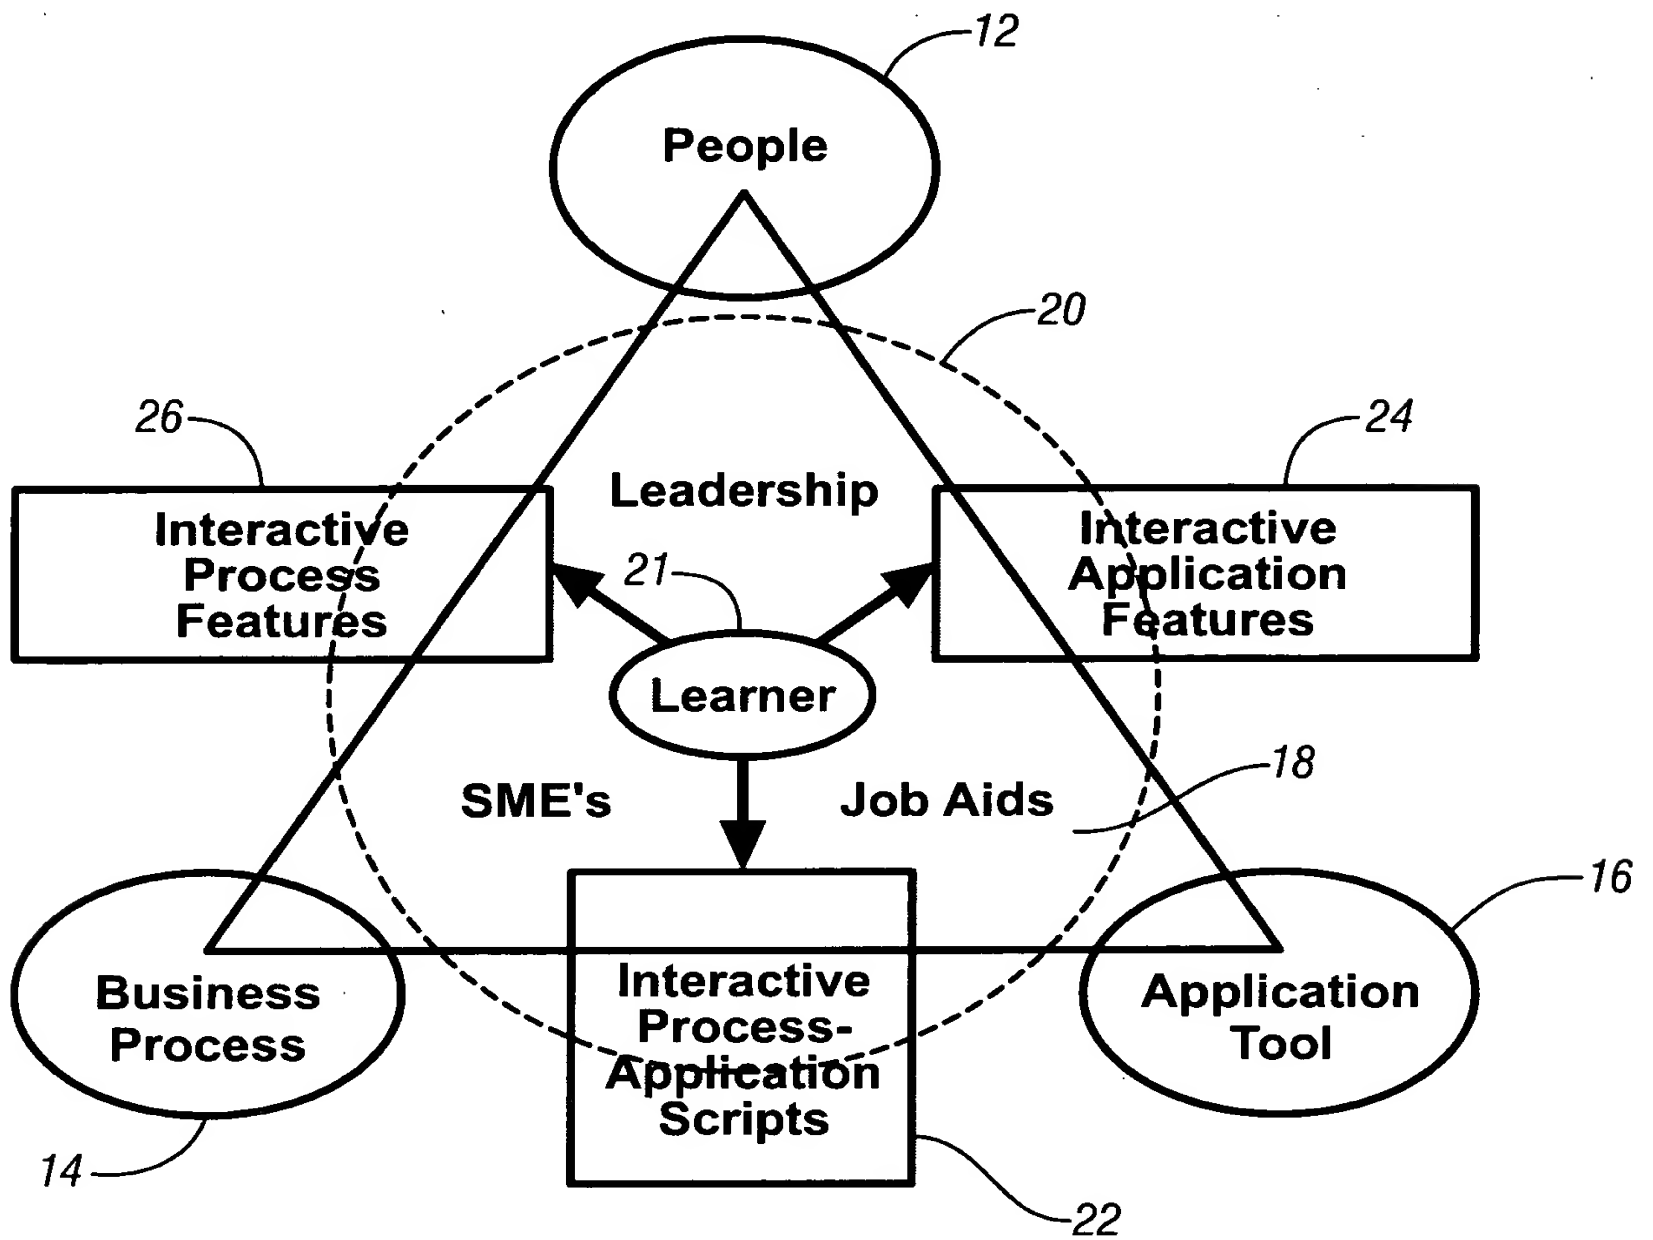 12
People
20
26
24
Leadership
Interactive
Process
Features
21
Interactive
Application
Features
Learner
18
SME's
Job Aids
16
Business
Process
Interactive
Process-
Application
Scripts
Application
Tool
14
22